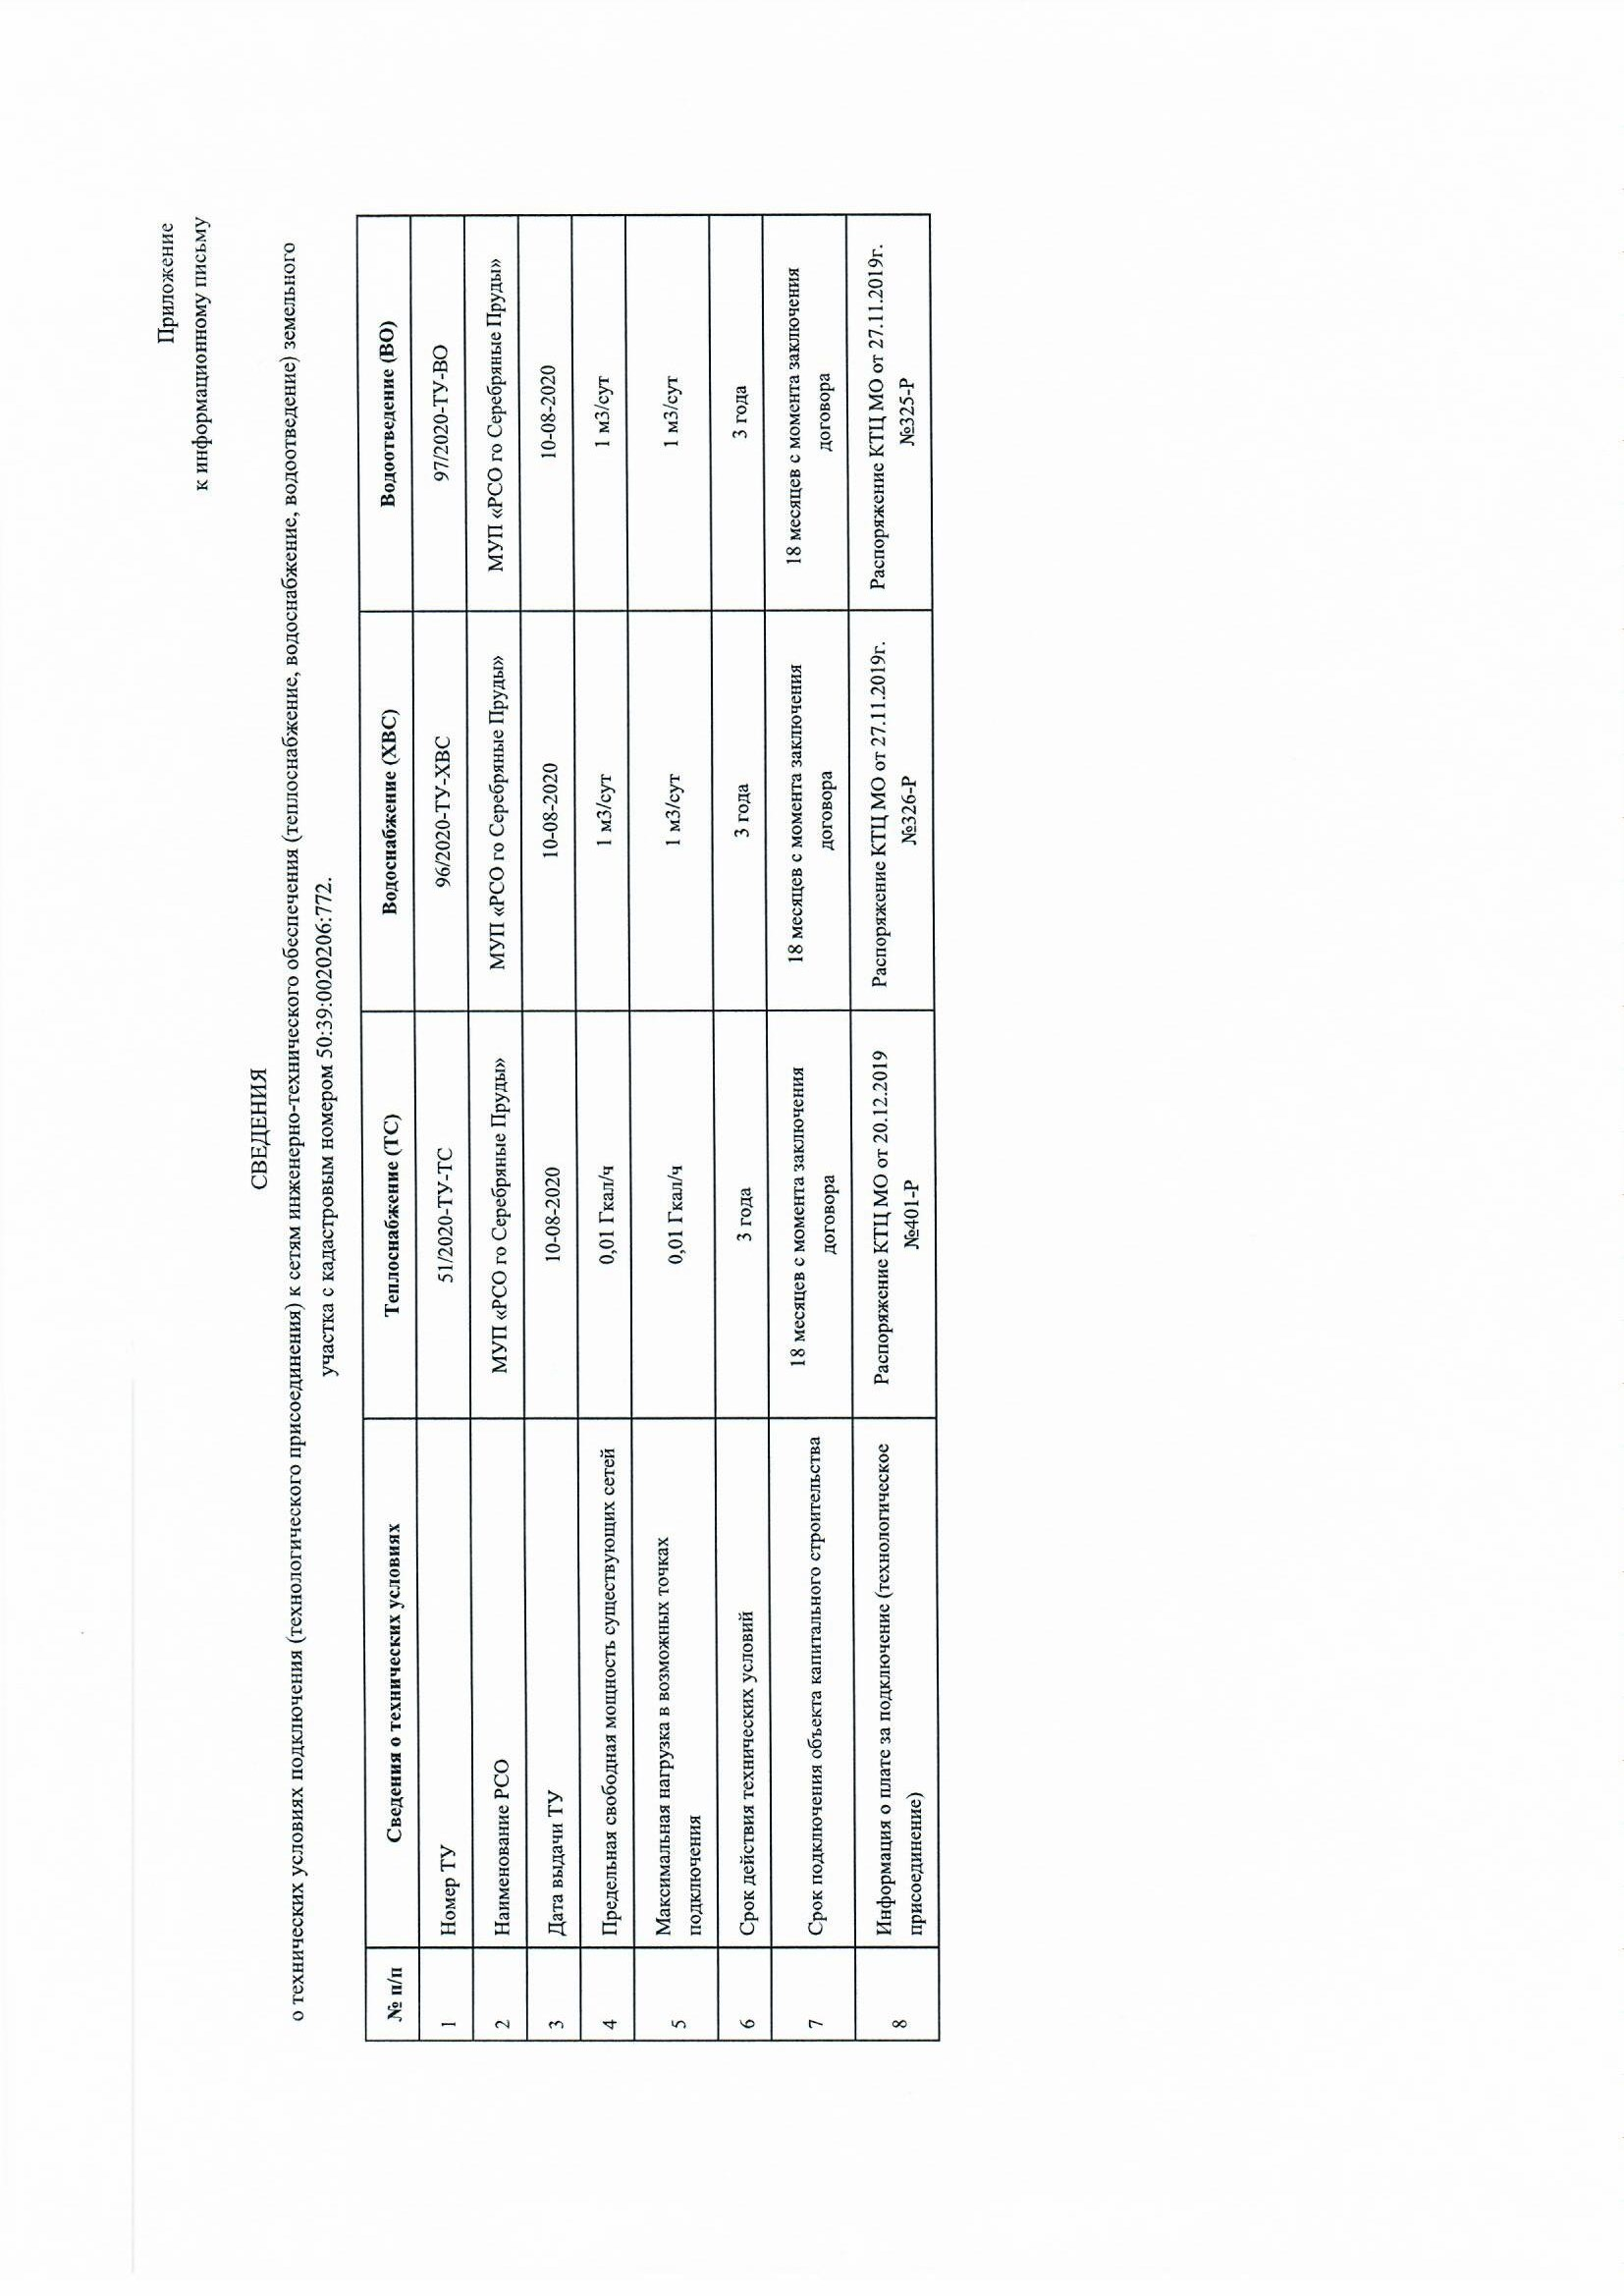 Приложение
к информационному письму
СВЕДЕНИЯ
о технических условиях подключения (технологического присоединения) к сетям инженерно-технического обеспечения (теплоснабжение, водоснабжение, водоотведение) земельного
участка с кадастровым номером 50:39:0020206:772.
№ п/п Сведения о технических условиях Теплоснабжение (ТС) Водоснабжение (ХВС) Водоотведение (ВО)
1 Номер ТУ 51/2020-ТУ-ТС 96/2020-ТУ-ХВС 97/2020-ТУ-ВО
2 Наименование РСО МУП «РСО го Серебряные Пруды» МУП «РСО го Серебряные Пруды» МУП «РСО го Серебряные Пруды»
3 Дата выдачи ТУ 10-08-2020 10-08-2020 10-08-2020
4 Предельная свободная мощность существующих сетей 0,01 Гкал/ч 1 м3/сут 1 м3/сут
5 Максимальная нагрузка в возможных точках
подключения 0,01 Гкал/ч 1 м3/сут 1 м3/сут
6 Срок действия технических условий 3 года 3 года 3 года
7 Срок подключения объекта капитального строительства 18 месяцев с момента заключения
договора 18 месяцев с момента заключения
договора 18 месяцев с момента заключения
договора
8 Информация о плате за подключение (технологическое
присоединение) Распоряжение КТЦ МО от 20.12.2019
№401-Р Распоряжение КТЦ МО от 27.11.2019г.
№326-Р Распоряжение КТЦ МО от 27.11.2019г.
№325-Р